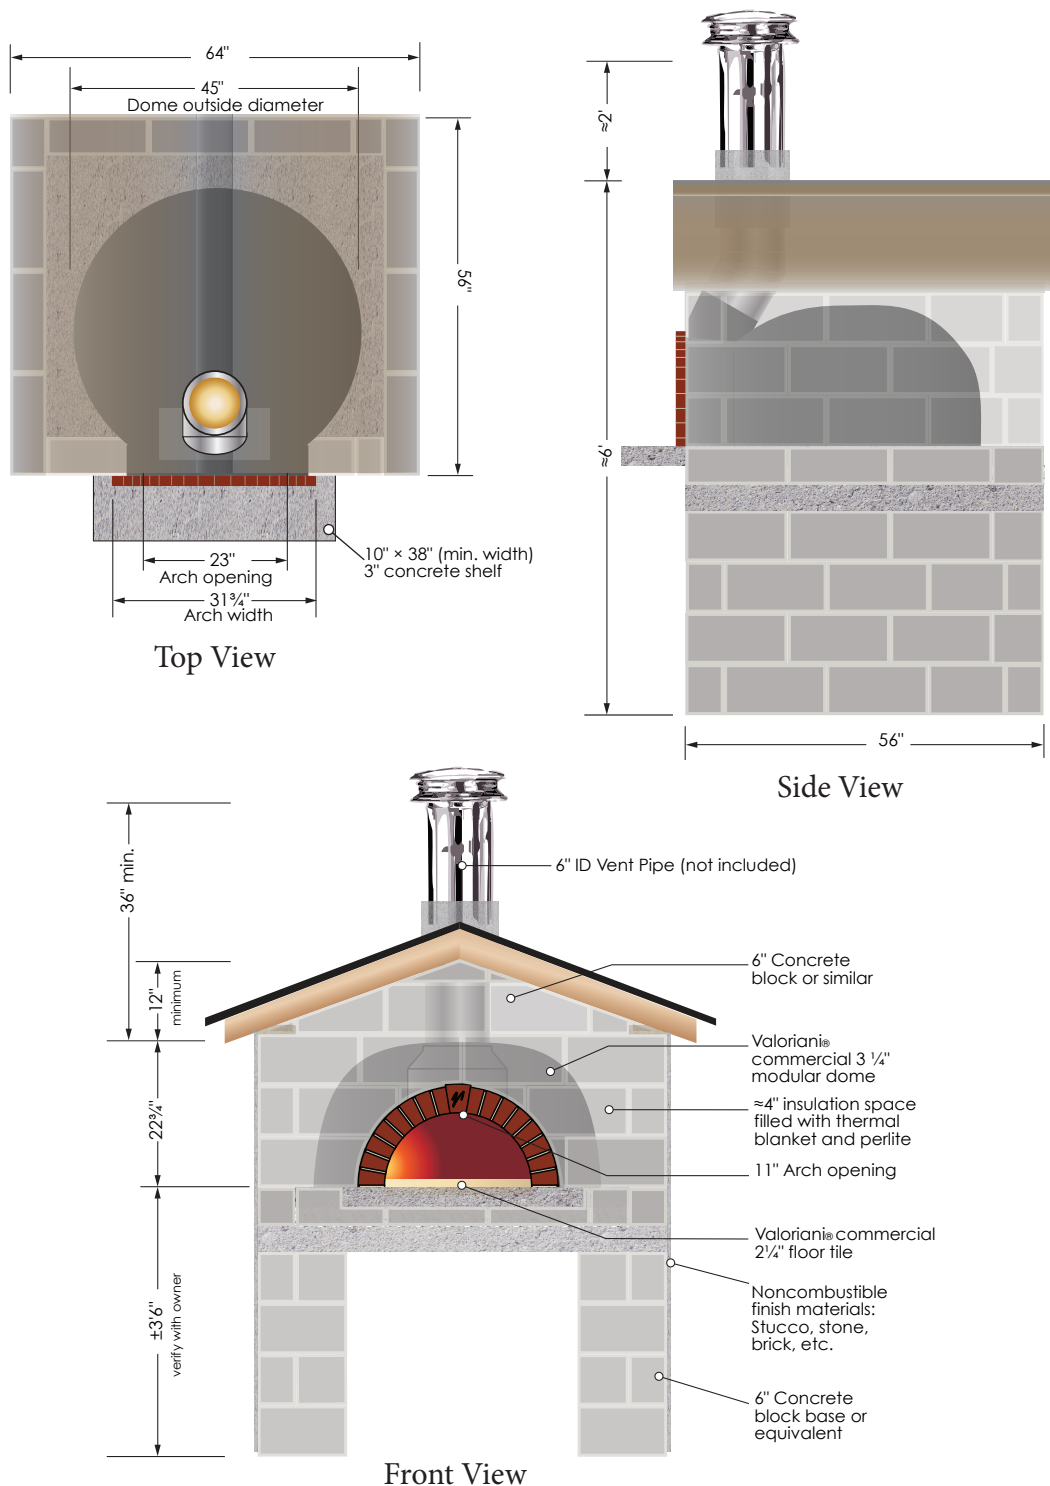 64"
45"
Dome outside diameter
56"
23"
Arch opening
31¾"
Arch width
10" × 38" (min. width)
3" concrete shelf
Top View
≈2'
≈6'
56"
Side View
36" min.
12"
minimum
22¾"
±3'6"
verify with owner
6" ID Vent Pipe (not included)
6" Concrete
block or similar
Valoriani®
commercial 3 ¼"
modular dome
≈4" insulation space
filled with thermal
blanket and perlite
11" Arch opening
Valoriani® commercial
2¼" floor tile
Noncombustible
finish materials:
Stucco, stone,
brick, etc.
6" Concrete
block base or
equivalent
Front View